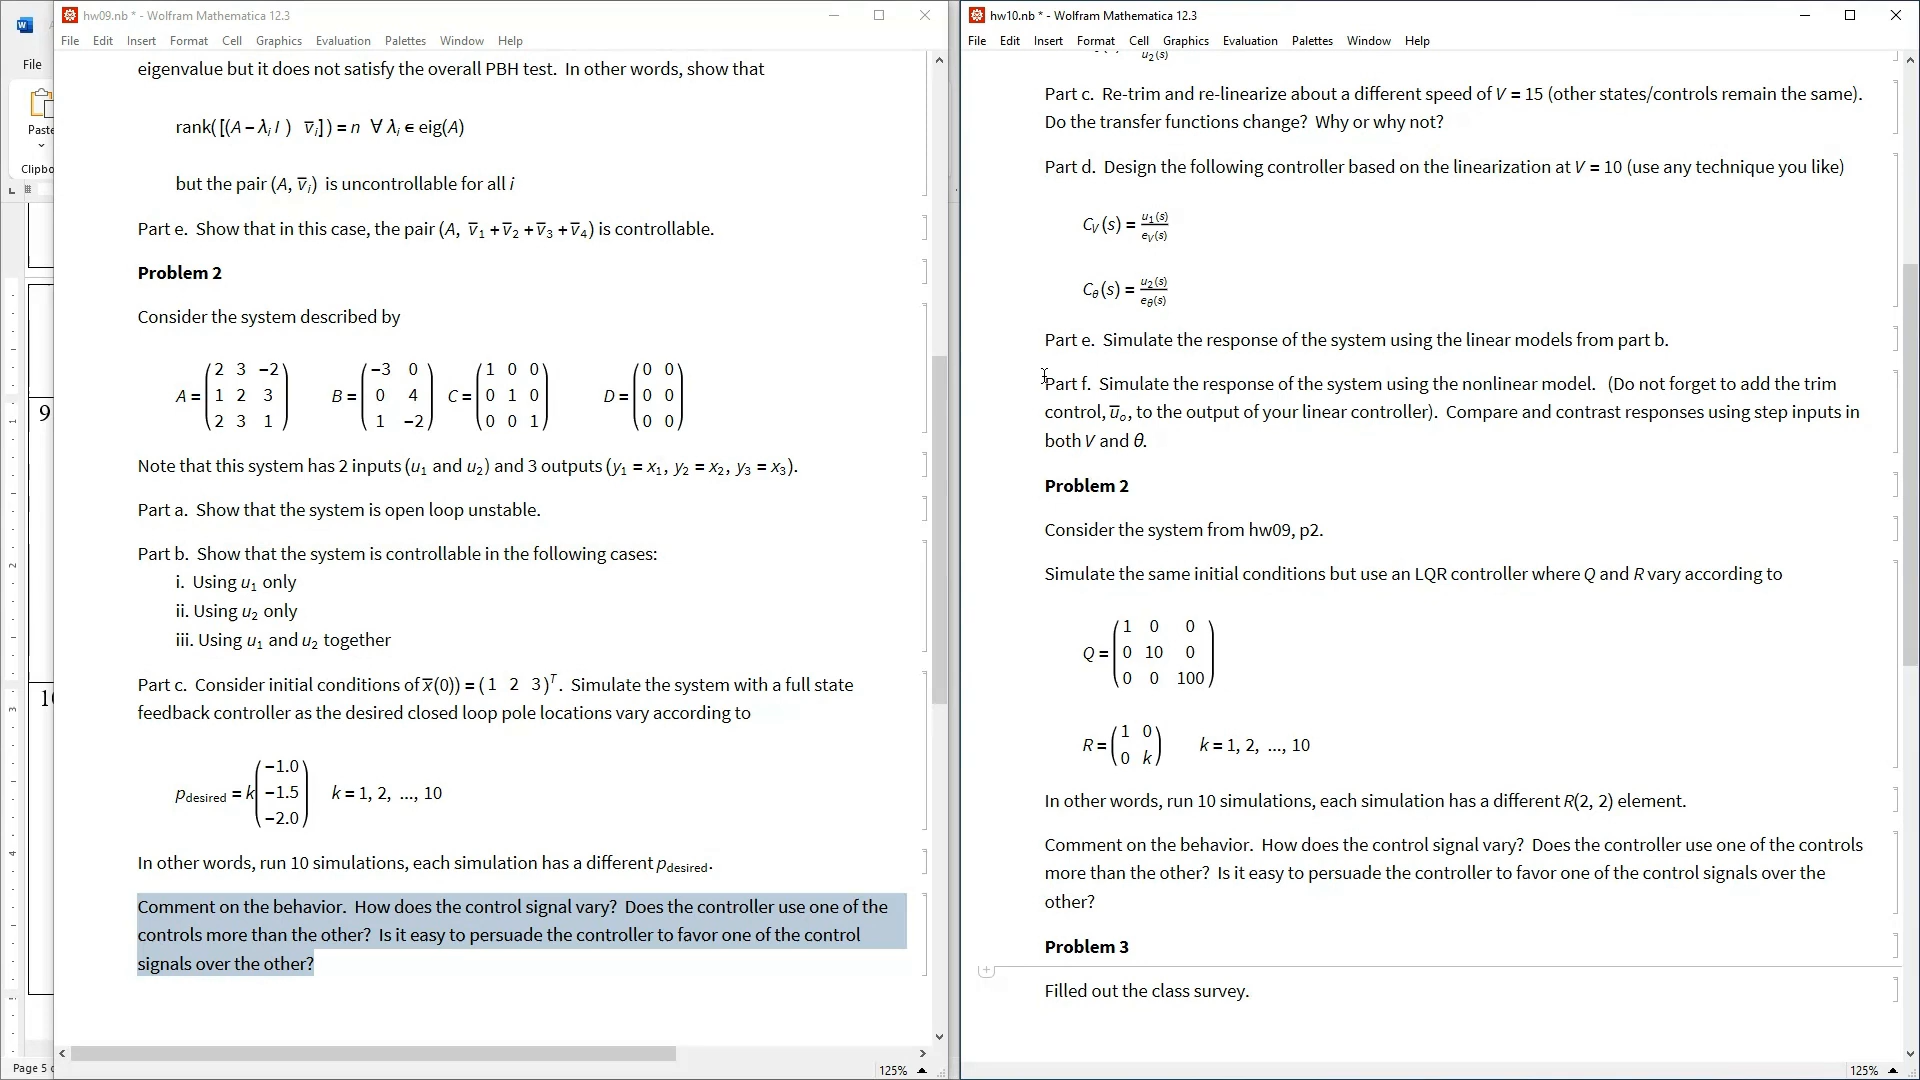 hw09.nb * - Wolfram Mathematica 12.3
File Edit Insert Format Cell Graphics Evaluation Palettes Window Help
eigenvalue but it does not satisfy the overall PBH test. In other words, show that
rank([(A − λᵢ I ) v̅ᵢ]) = n ∀ λᵢ ∈ eig(A)
but the pair (A, v̅ᵢ) is uncontrollable for all i
Part e. Show that in this case, the pair (A, v̅₁ + v̅₂ + v̅₃ + v̅₄) is controllable.
Problem 2
Consider the system described by
A = (2 3 −2 B = (−3 0 C = (1 0 0 D = (0 0
1 2 3 0 4 0 1 0 0 0
2 3 1) 1 −2) 0 0 1) 0 0)
Note that this system has 2 inputs (u₁ and u₂) and 3 outputs (y₁ = x₁, y₂ = x₂, y₃ = x₃).
Part a. Show that the system is open loop unstable.
Part b. Show that the system is controllable in the following cases:
i. Using u₁ only
ii. Using u₂ only
iii. Using u₁ and u₂ together
Part c. Consider initial conditions of x̅(0)) = (1 2 3)ᵀ. Simulate the system with a full state
feedback controller as the desired closed loop pole locations vary according to
p_desired = k (−1.0
−1.5 k = 1, 2, ..., 10
−2.0)
In other words, run 10 simulations, each simulation has a different p_desired.
Comment on the behavior. How does the control signal vary? Does the controller use one of the
controls more than the other? Is it easy to persuade the controller to favor one of the control
signals over the other?
125%
hw10.nb * - Wolfram Mathematica 12.3
File Edit Insert Format Cell Graphics Evaluation Palettes Window Help
u₂(s)
Part c. Re-trim and re-linearize about a different speed of V = 15 (other states/controls remain the same).
Do the transfer functions change? Why or why not?
Part d. Design the following controller based on the linearization at V = 10 (use any technique you like)
C_V (s) = u₁(s)/e_V(s)
C_θ (s) = u₂(s)/e_θ(s)
Part e. Simulate the response of the system using the linear models from part b.
Part f. Simulate the response of the system using the nonlinear model. (Do not forget to add the trim
control, u̅ₒ, to the output of your linear controller). Compare and contrast responses using step inputs in
both V and θ.
Problem 2
Consider the system from hw09, p2.
Simulate the same initial conditions but use an LQR controller where Q and R vary according to
Q = (1 0 0
0 10 0
0 0 100)
R = (1 0
0 k) k = 1, 2, ..., 10
In other words, run 10 simulations, each simulation has a different R(2, 2) element.
Comment on the behavior. How does the control signal vary? Does the controller use one of the controls
more than the other? Is it easy to persuade the controller to favor one of the control signals over the
other?
Problem 3
Filled out the class survey.
125%
File
Paste
Clipbo
9
1
Page 5